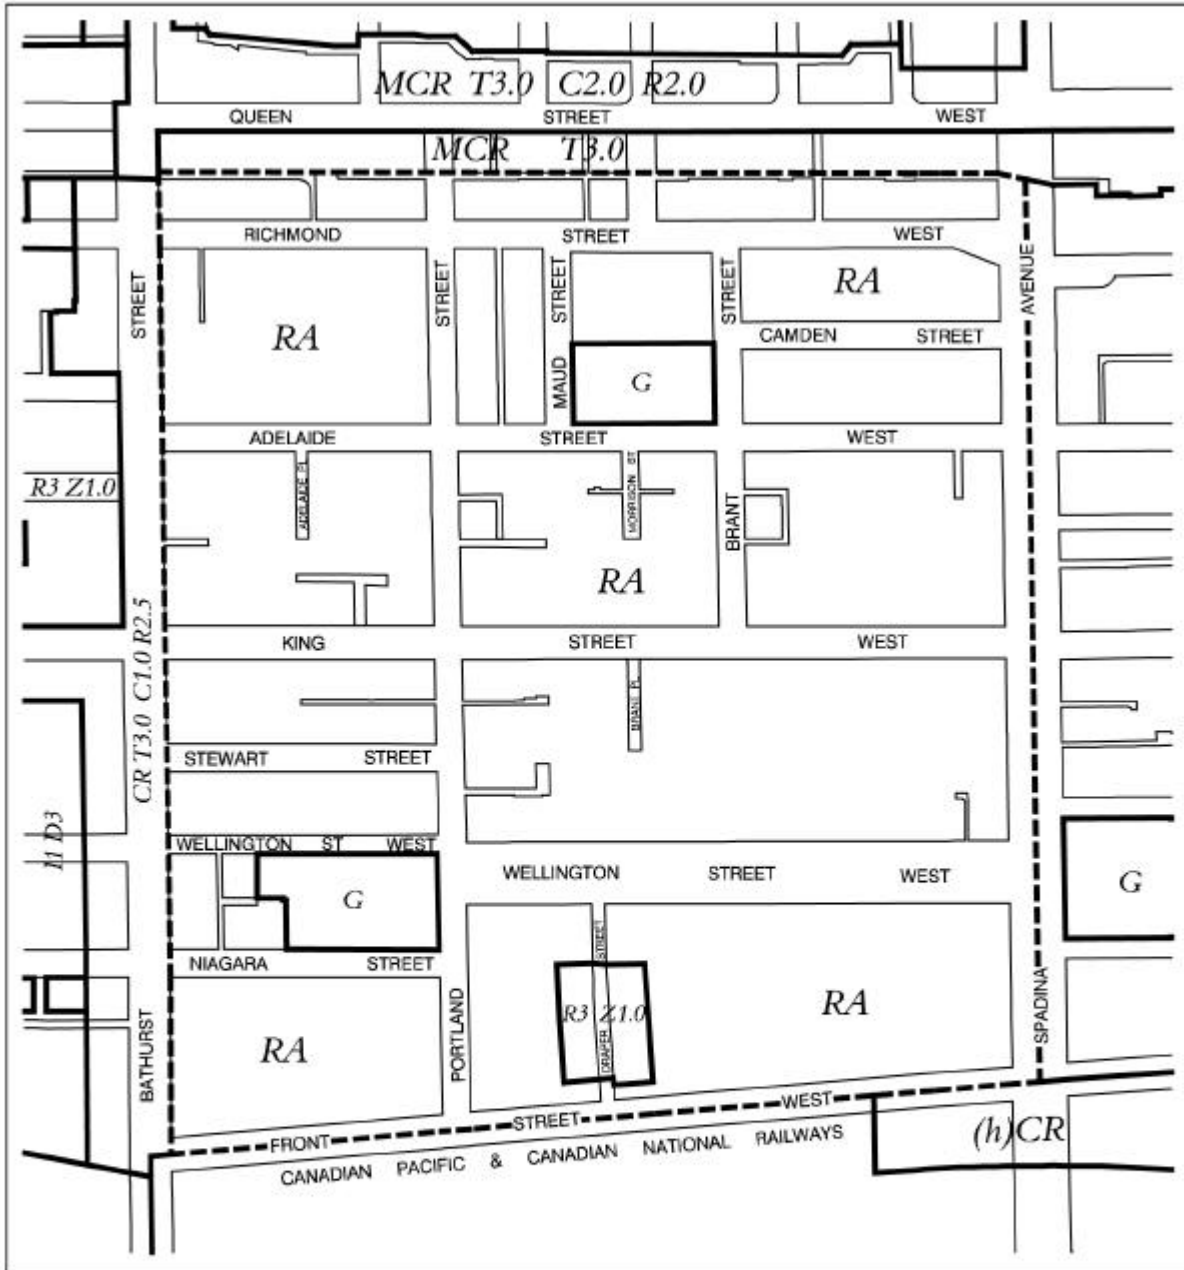 MCR T3.0 C2.0 R2.0
QUEEN STREET WEST
MCR T3.0
RICHMOND STREET WEST
STREET
STREET
STREET
STREET
AVENUE
RA
RA
CAMDEN STREET
MAUD
G
ADELAIDE STREET WEST
R3 Z1.0
ADELAIDE PL
MORRISON ST
BRANT
RA
CR T3.0 C1.0 R2.5
KING STREET WEST
BRANT PL
STEWART STREET
I1 D3
WELLINGTON ST WEST
WELLINGTON STREET WEST
G
G
NIAGARA STREET
STREET
R3 Z1.0
DRAPER
RA
RA
BATHURST
PORTLAND
SPADINA
FRONT STREET WEST
CANADIAN PACIFIC & CANADIAN NATIONAL RAILWAYS
(h)CR